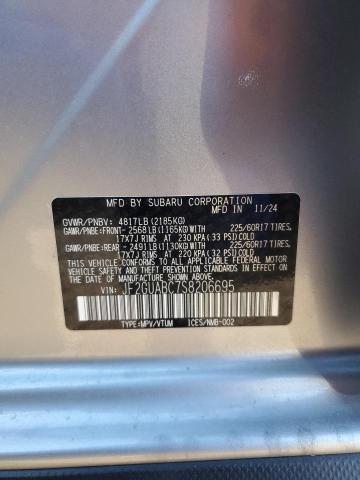 MFD BY SUBARU CORPORATION IN 11/24
GVWR/PNBV: 4817LB (2185KG)
GAWR/PNBE: FRONT- 2568LB (1165KG) WITH 225/60R17 TIRES,
17X7J RIMS AT 230 KPA (33 PSI) COLD
GAWR/PNBE: REAR - 2491LB (1130KG) WITH 225/60R17 TIRES,
17X7J RIMS AT 220 KPA (32 PSI) COLD
THIS VEHICLE CONFORMS TO ALL APPLICABLE FEDERAL MOTOR VEHICLE
SAFETY, BUMPER, AND THEFT PREVENTION STANDARDS IN EFFECT ON THE
DATE OF MANUFACTURE SHOWN ABOVE.
VIN: JF2GUABC7S8206695
TYPE:MPV/VTUM ICES/NMB-002